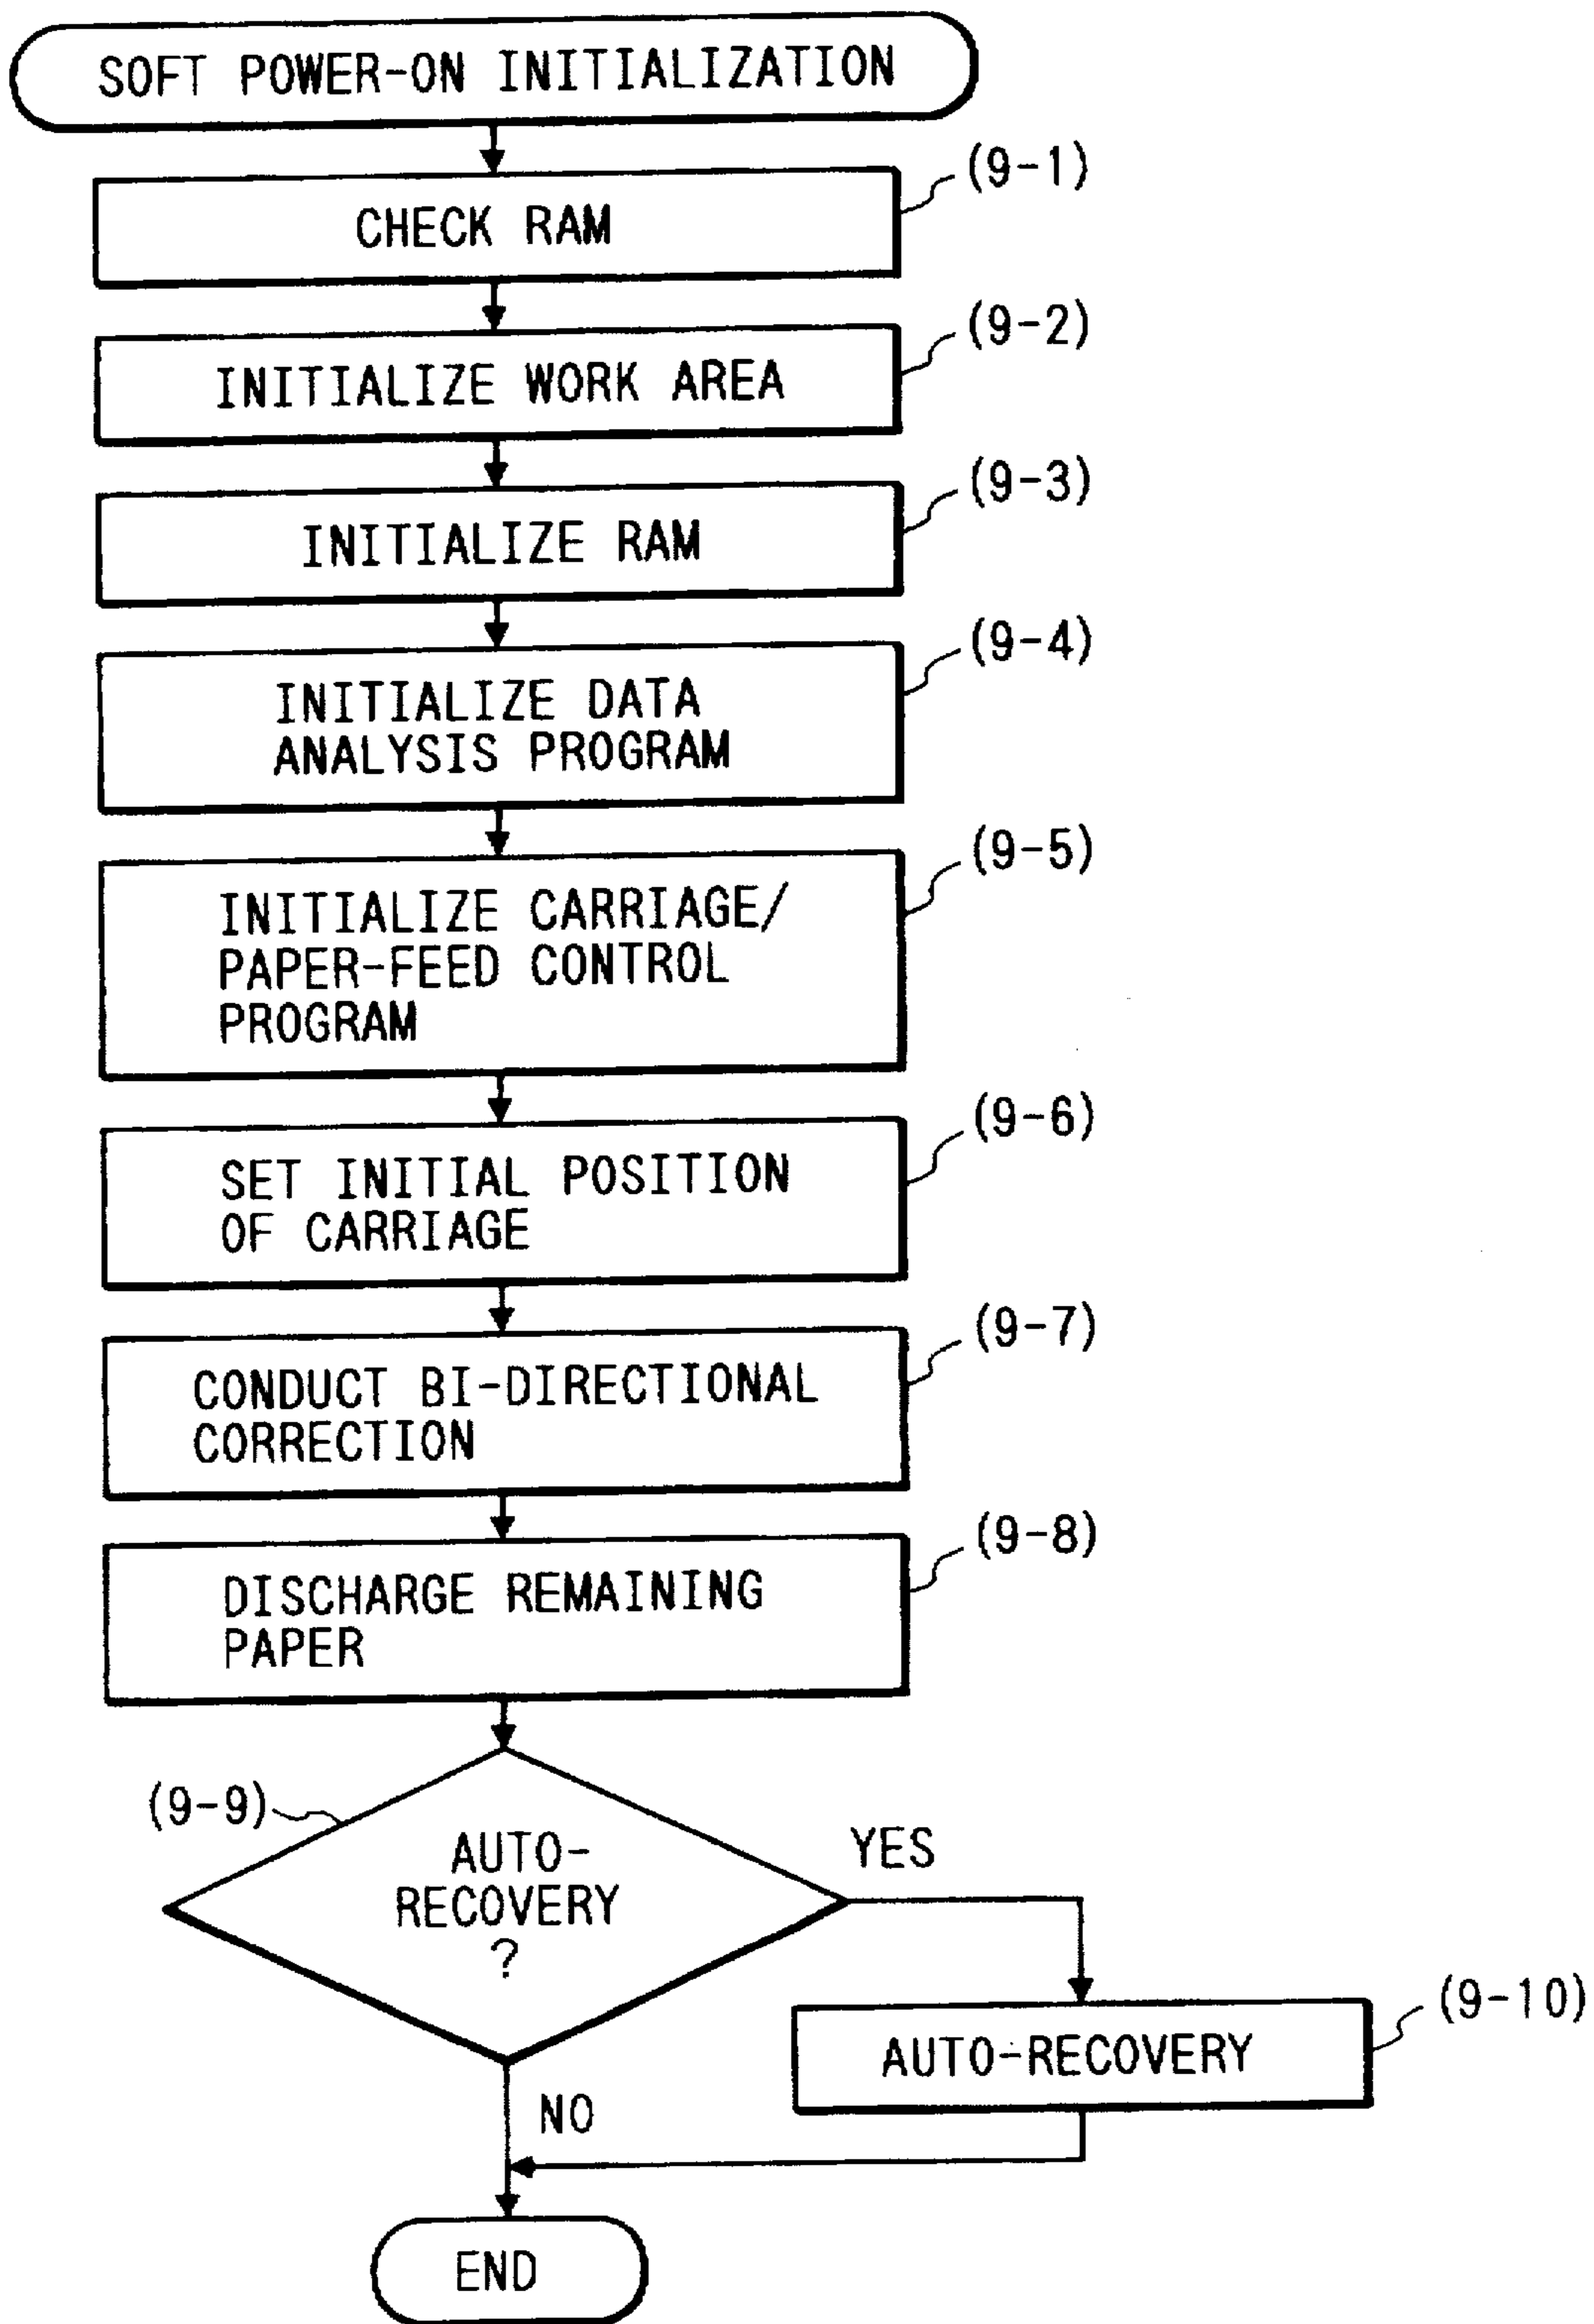 SOFT POWER-ON INITIALIZATION
(9-1)
CHECK RAM
(9-2)
INITIALIZE WORK AREA
(9-3)
INITIALIZE RAM
(9-4)
INITIALIZE DATA
ANALYSIS PROGRAM
(9-5)
INITIALIZE CARRIAGE/
PAPER-FEED CONTROL
PROGRAM
(9-6)
SET INITIAL POSITION
OF CARRIAGE
(9-7)
CONDUCT BI-DIRECTIONAL
CORRECTION
(9-8)
DISCHARGE REMAINING
PAPER
(9-9)
AUTO-
RECOVERY
?
YES
(9-10)
AUTO-RECOVERY
NO
END